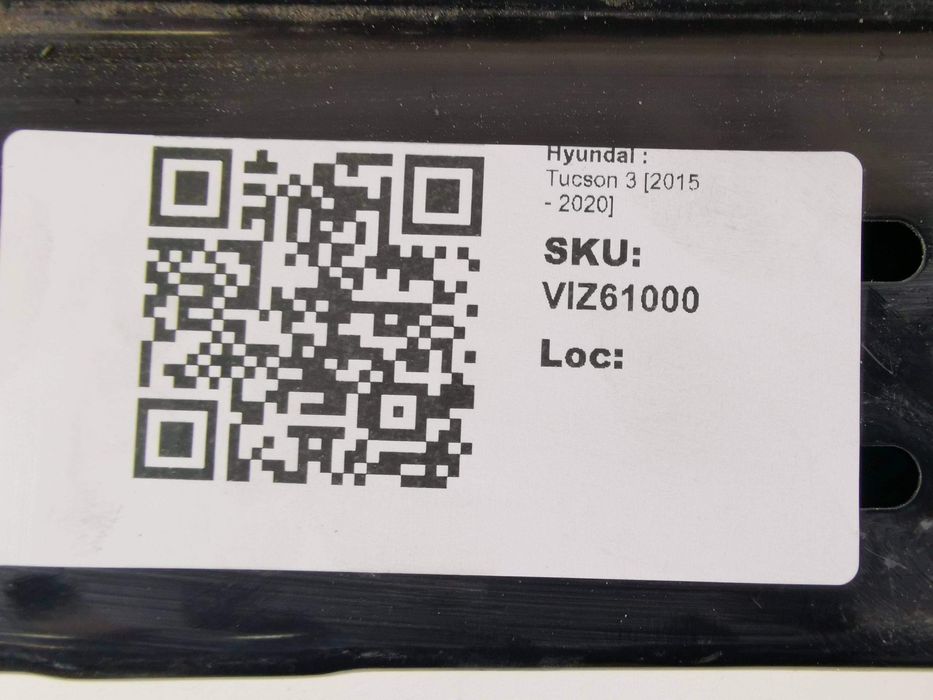 Hyundai :
Tucson 3 [2015
- 2020]
SKU:
VIZ61000
Loc: